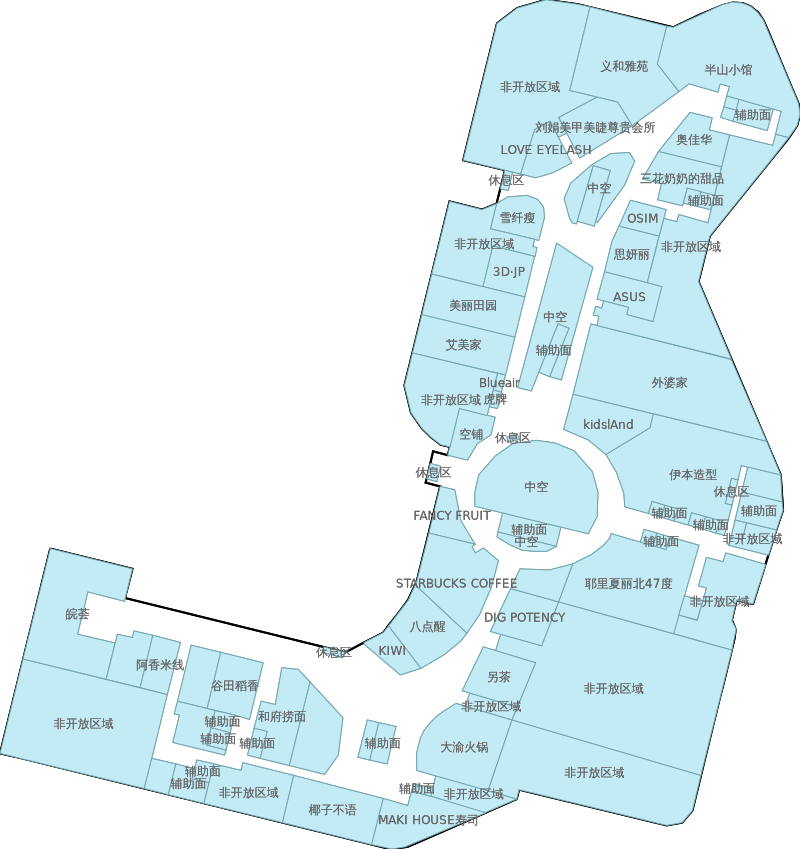 义和雅苑
半山小馆
非开放区域
辅助面
刘娟美甲美睫尊贵会所
奥佳华
LOVE EYELASH
休息区
三花奶奶的甜品
中空
辅助面
雪纤瘦
OSIM
非开放区域
非开放区域
思妍丽
3D·JP
ASUS
美丽田园
中空
艾美家
辅助面
Blueair
外婆家
非开放区域
虎牌
kidslAnd
空铺
休息区
休息区
伊本造型
中空
休息区
FANCY FRUIT
辅助面
辅助面
辅助面
辅助面
中空
辅助面
非开放区域
STARBUCKS COFFEE
耶里夏丽北47度
非开放区域
皖荟
DIG POTENCY
八点醒
KIWI
休息区
阿香米线
另茶
谷田稻香
非开放区域
非开放区域
和府捞面
非开放区域
辅助面
辅助面
辅助面
辅助面
大渝火锅
辅助面
辅助面
非开放区域
非开放区域
辅助面
非开放区域
椰子不语
MAKI HOUSE寿司